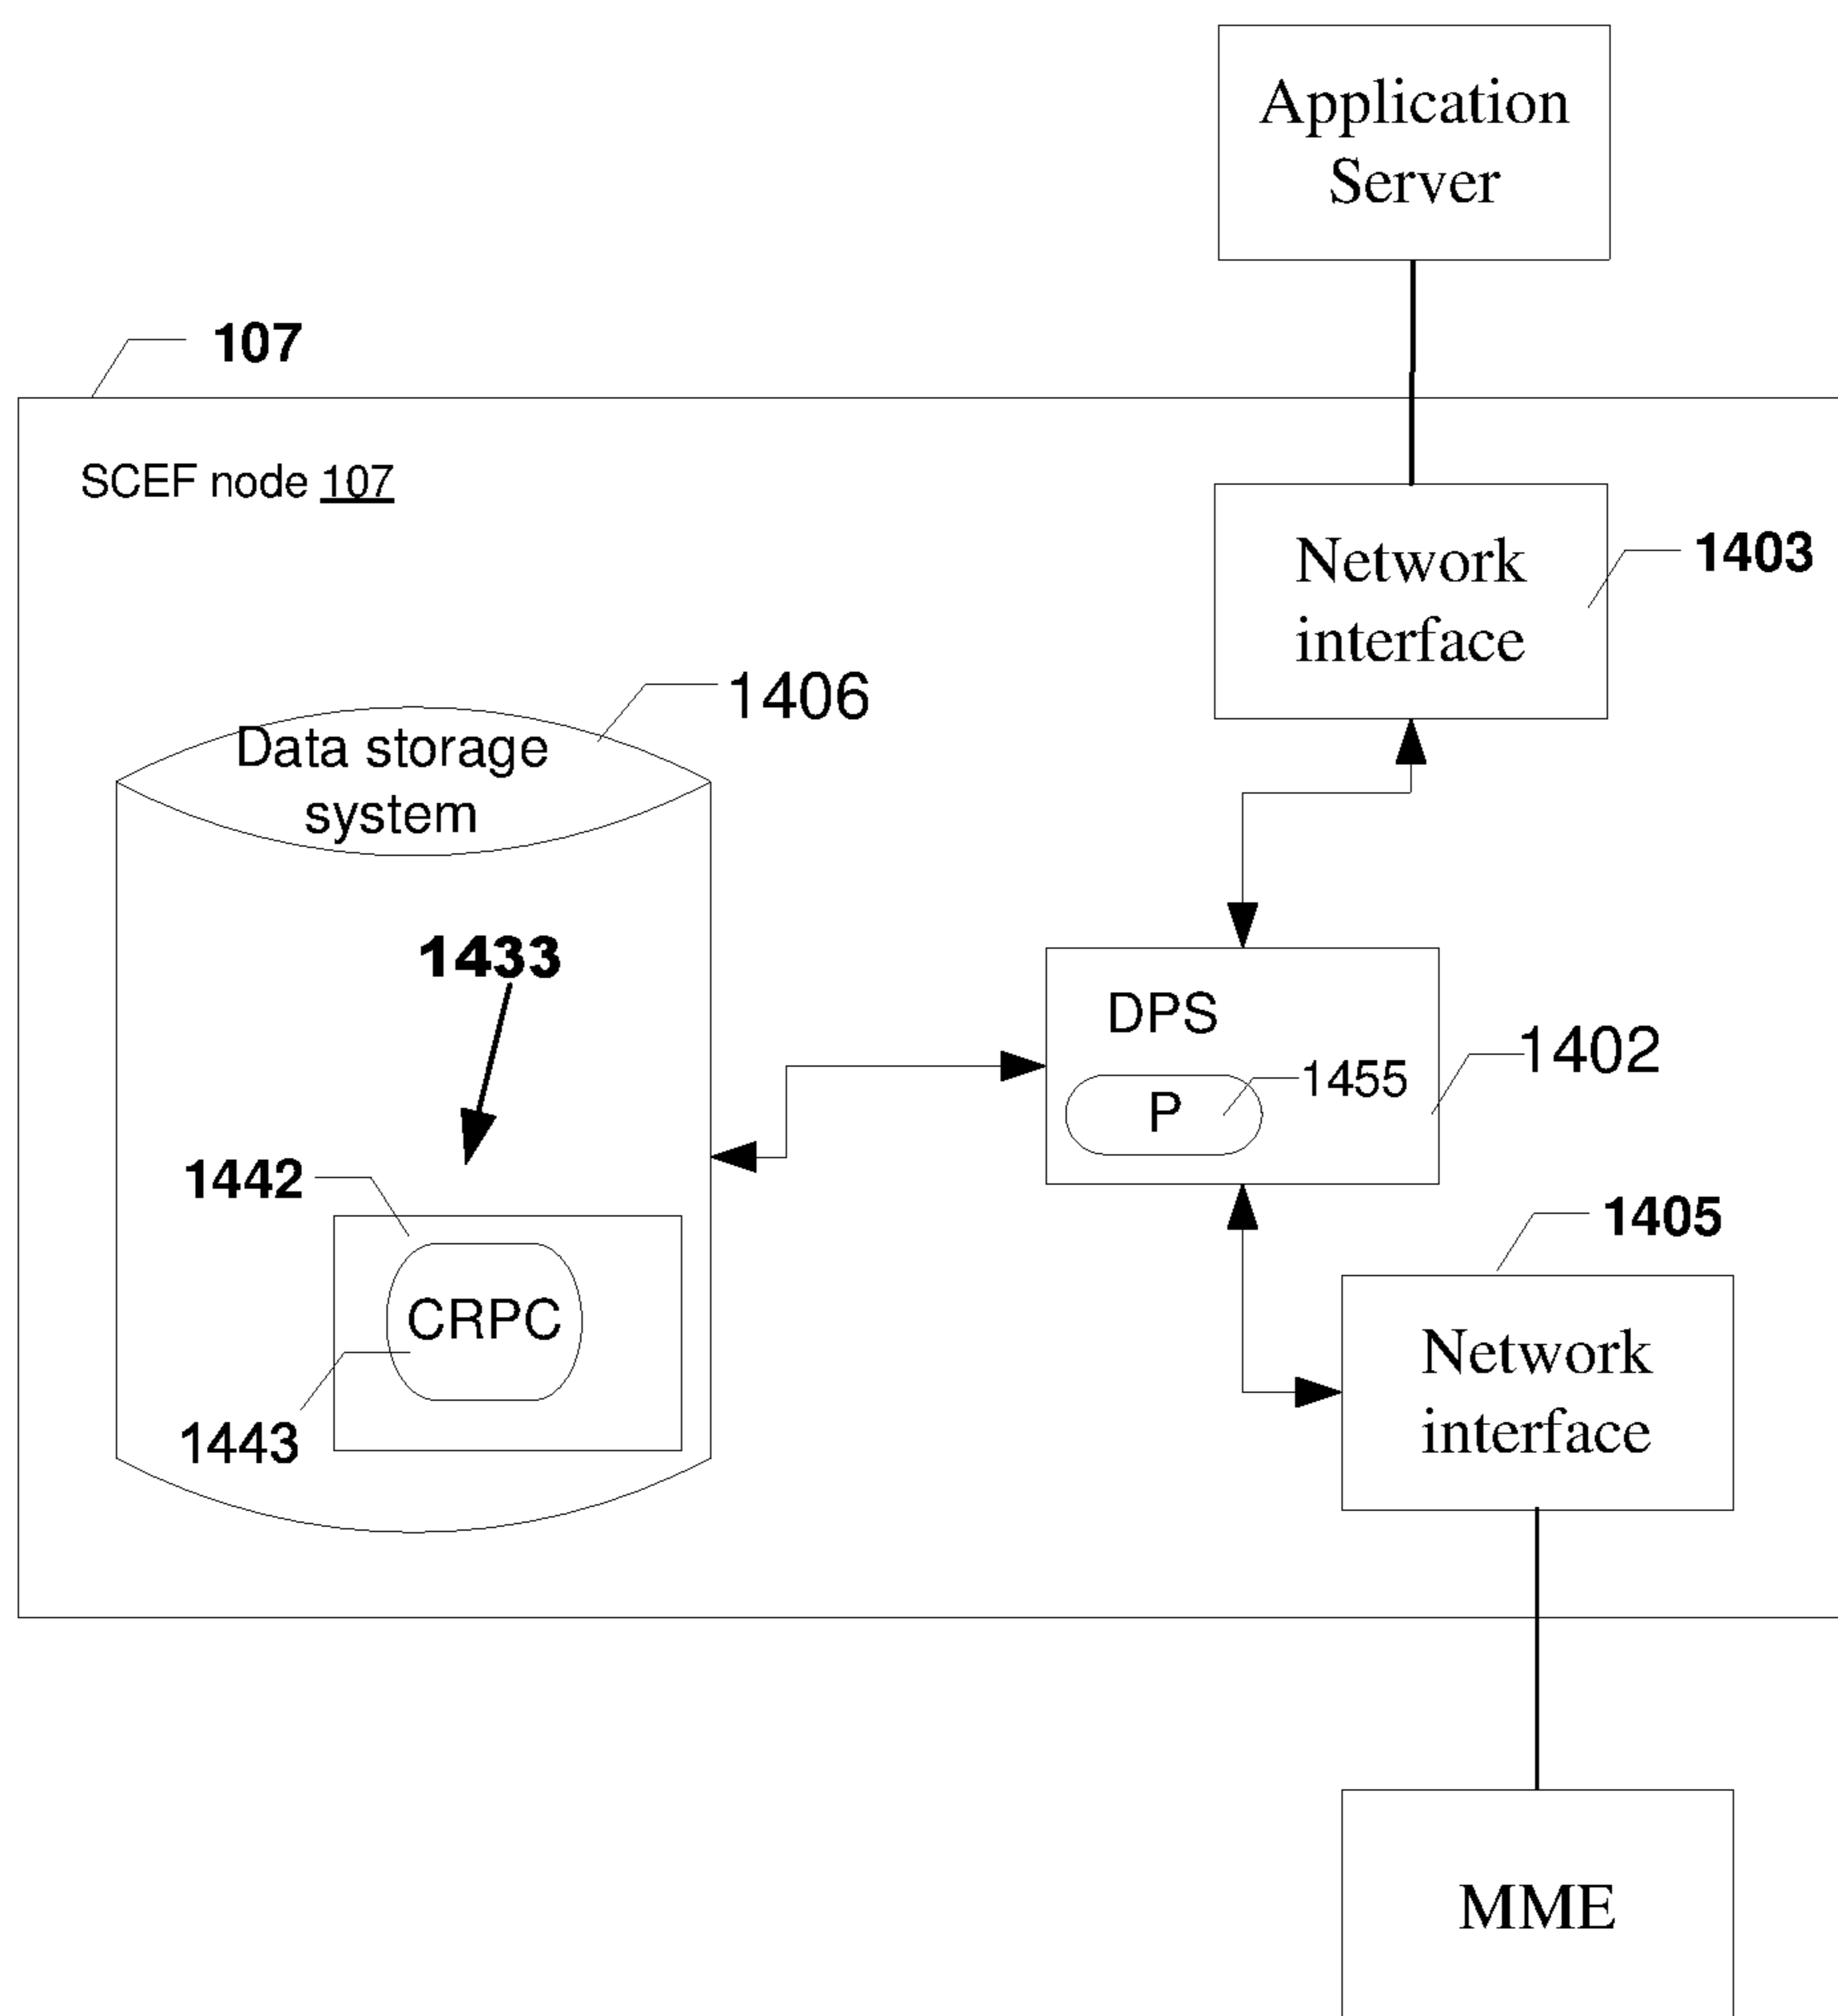 Application
Server
107
SCEF node 107
Network
interface
1403
1406
Data storage
system
1433
DPS
1402
P
1455
1442
1405
CRPC
Network
interface
1443
MME